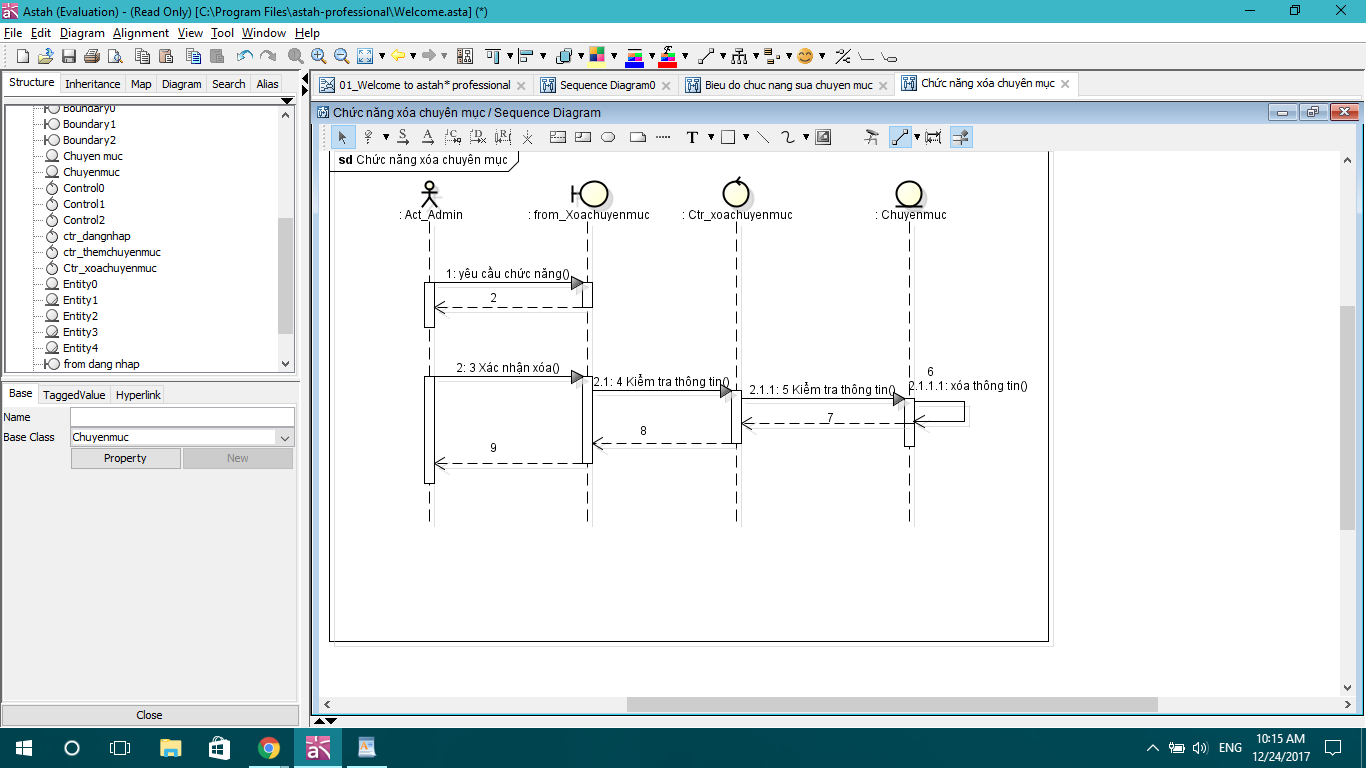 Astah (Evaluation) - (Read Only) [C:\Program Files\astah-professional\Welcome.asta] (*)
File Edit Diagram Alignment View Tool Window Help
Structure Inheritance Map Diagram Search Alias
Boundary0
Boundary1
Boundary2
Chuyen muc
Chuyenmuc
Control0
Control1
Control2
ctr_dangnhap
ctr_themchuyenmuc
Ctr_xoachuyenmuc
Entity0
Entity1
Entity2
Entity3
Entity4
from dang nhap
Base TaggedValue Hyperlink
Name
Base Class Chuyenmuc
Property New
Close
01_Welcome to astah* professional Sequence Diagram0 Bieu do chuc nang sua chuyen muc Chức năng xóa chuyên mục
Chức năng xóa chuyên mục / Sequence Diagram
sd Chức năng xóa chuyên mục
: Act_Admin : from_Xoachuyenmuc : Ctr_xoachuyenmuc : Chuyenmuc
1: yêu cầu chức năng()
2
2: 3 Xác nhận xóa()
2.1: 4 Kiểm tra thông tin()
2.1.1: 5 Kiểm tra thông tin()
6
2.1.1.1: xóa thông tin()
7
8
9
ENG
10:15 AM
12/24/2017